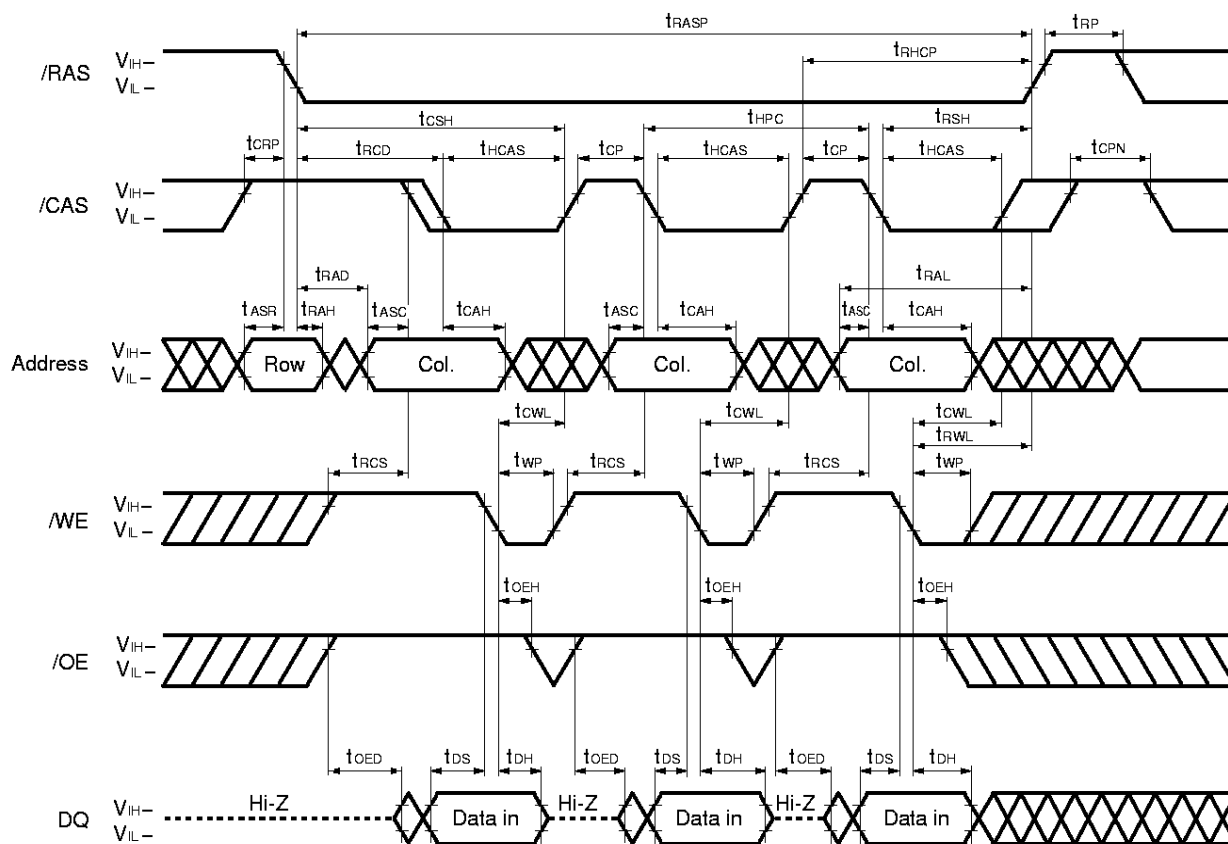 tRASP
tRP
/RAS
VIH–
VIL–
tRHCP
tCSH
tHPC
tRSH
tCRP
tRCD
tHCAS
tCP
tHCAS
tCP
tHCAS
tCPN
/CAS
VIH–
VIL–
tRAD
tRAL
tASR
tRAH
tASC
tCAH
tASC
tCAH
tASC
tCAH
Address
VIH–
VIL–
Row
Col.
Col.
Col.
tCWL
tCWL
tCWL
tRWL
tRCS
tWP
tRCS
tWP
tRCS
tWP
/WE
VIH–
VIL–
tOEH
tOEH
tOEH
/OE
VIH–
VIL–
tOED
tDS
tDH
tOED
tDS
tDH
tOED
tDS
tDH
DQ
VIH–
VIL–
Hi-Z
Data in
Hi-Z
Data in
Hi-Z
Data in